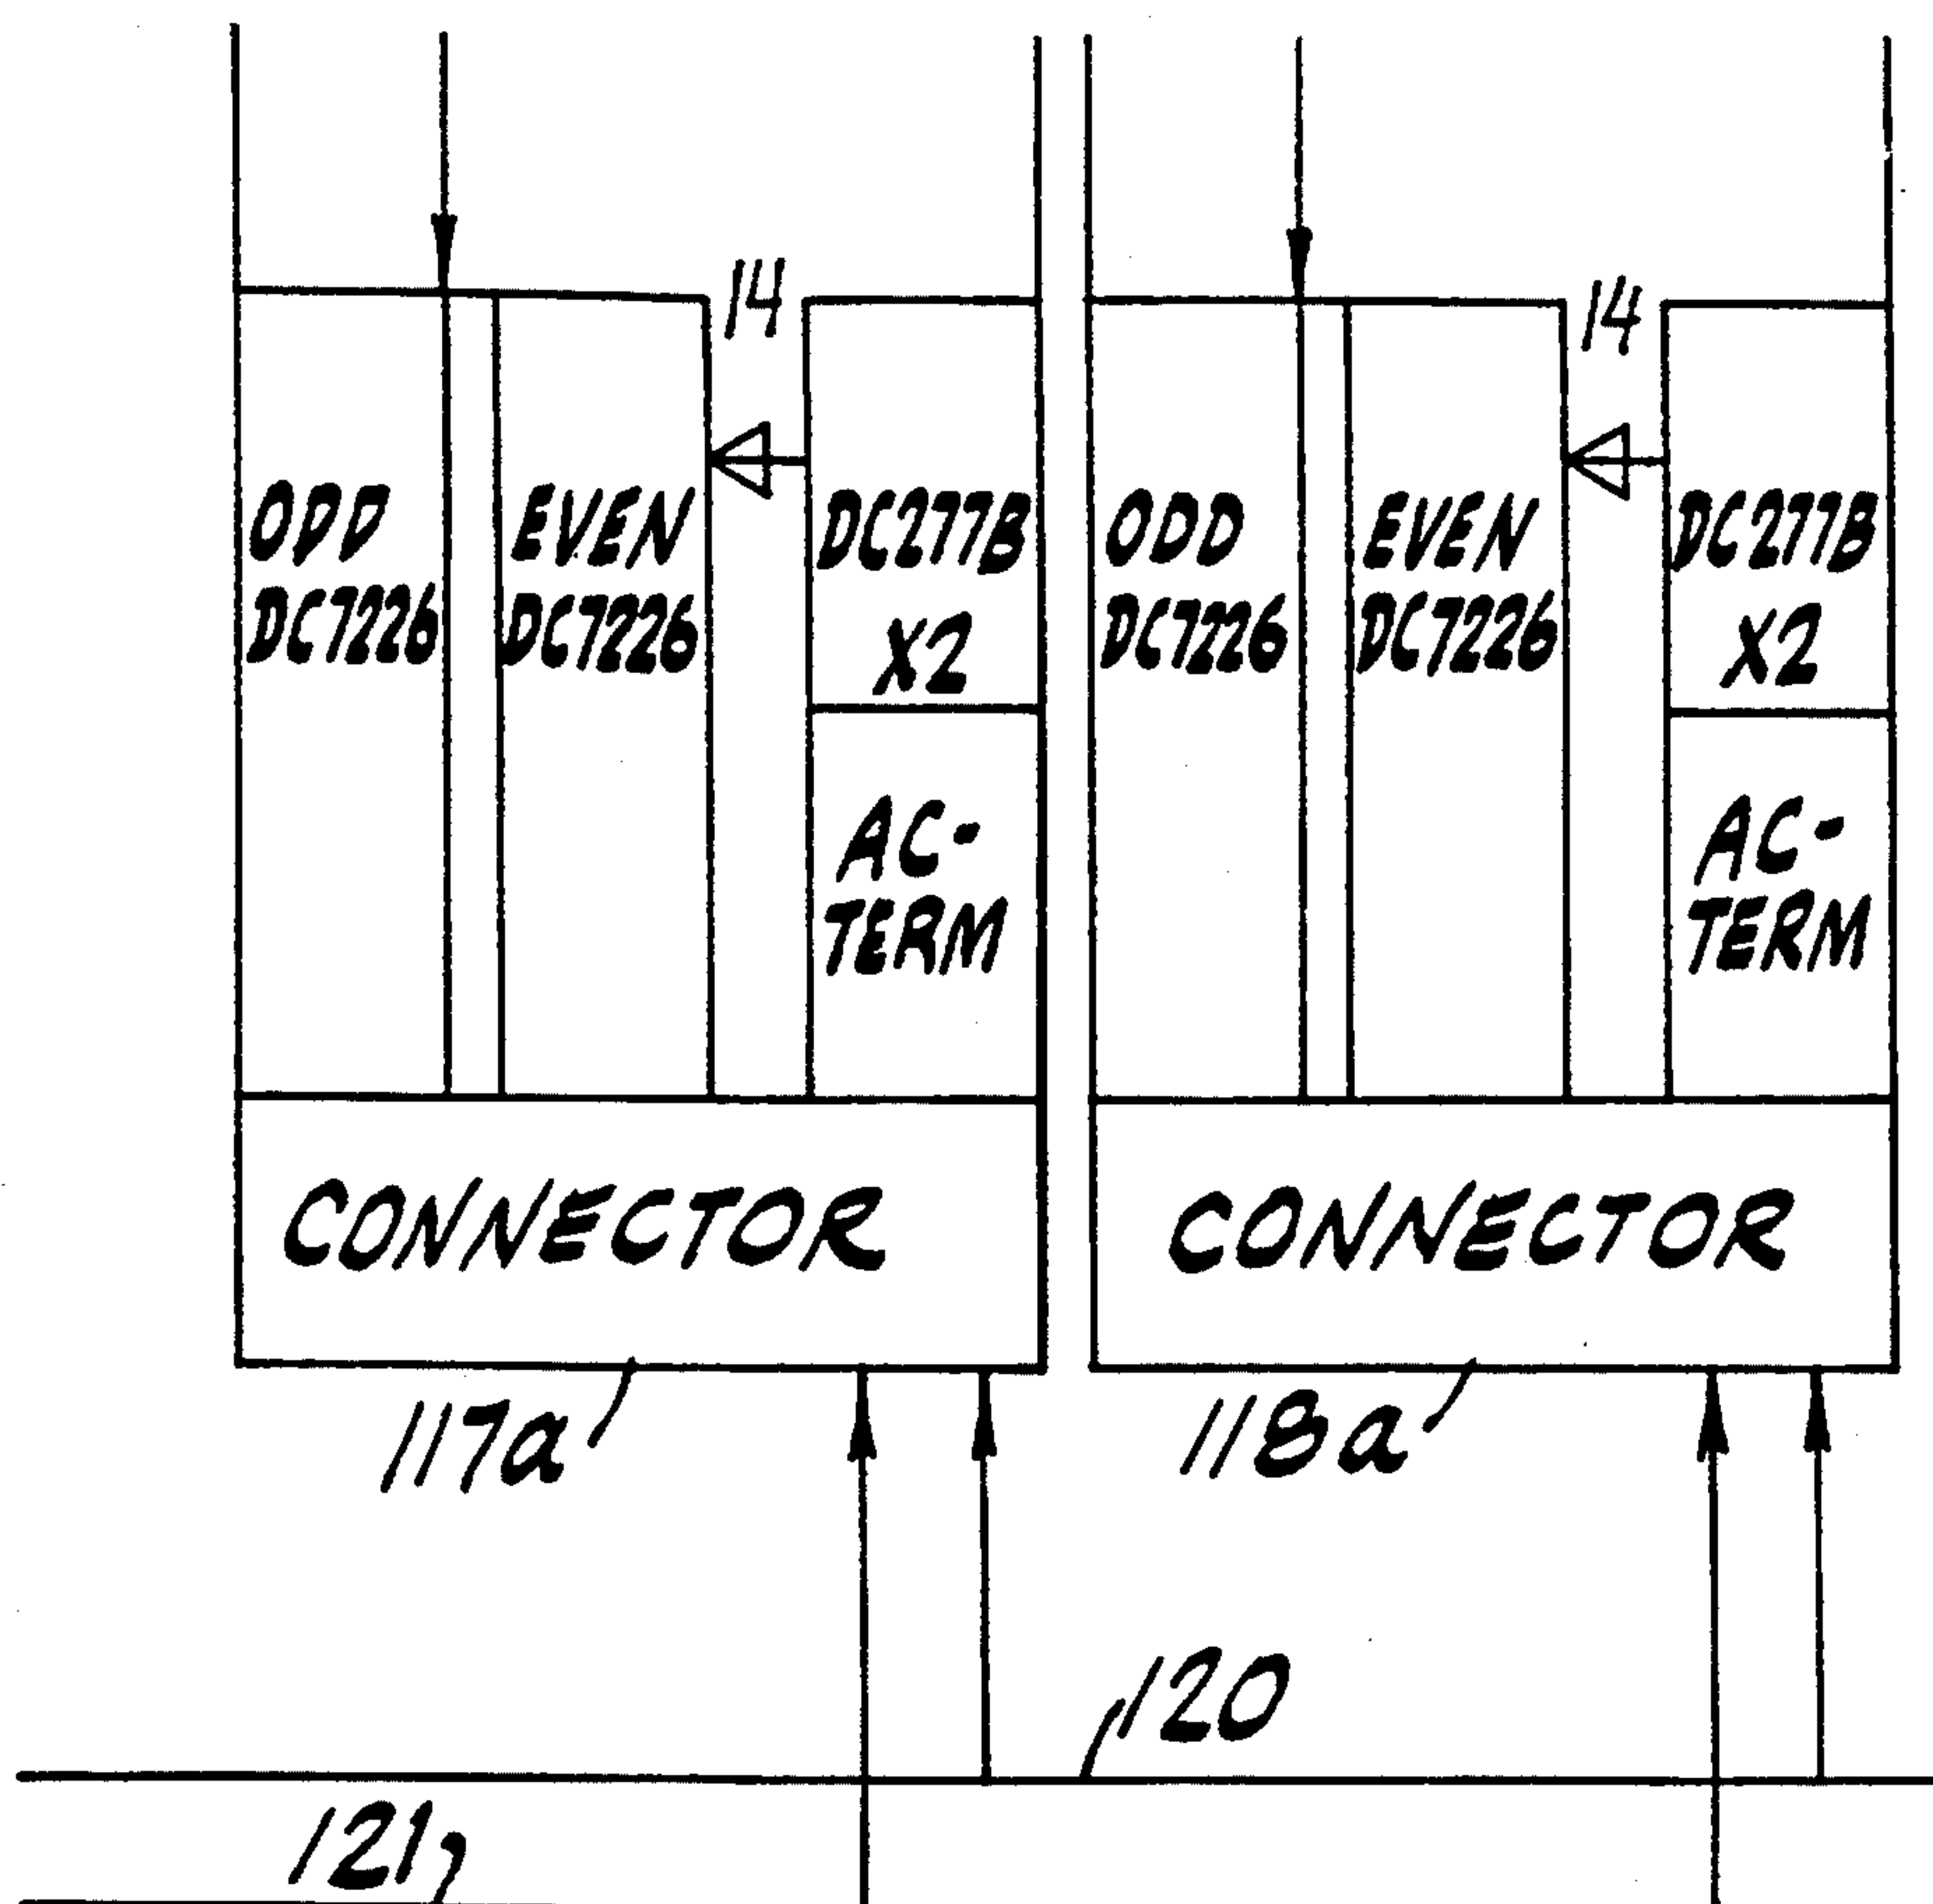 14
14
ODD
DC7226
EVEN
DC7226
DC277B
X2
ODD
DC7226
EVEN
DC7226
DC277B
X2
AC-
TERM
AC-
TERM
CONNECTOR
CONNECTOR
117a
118a
120
121